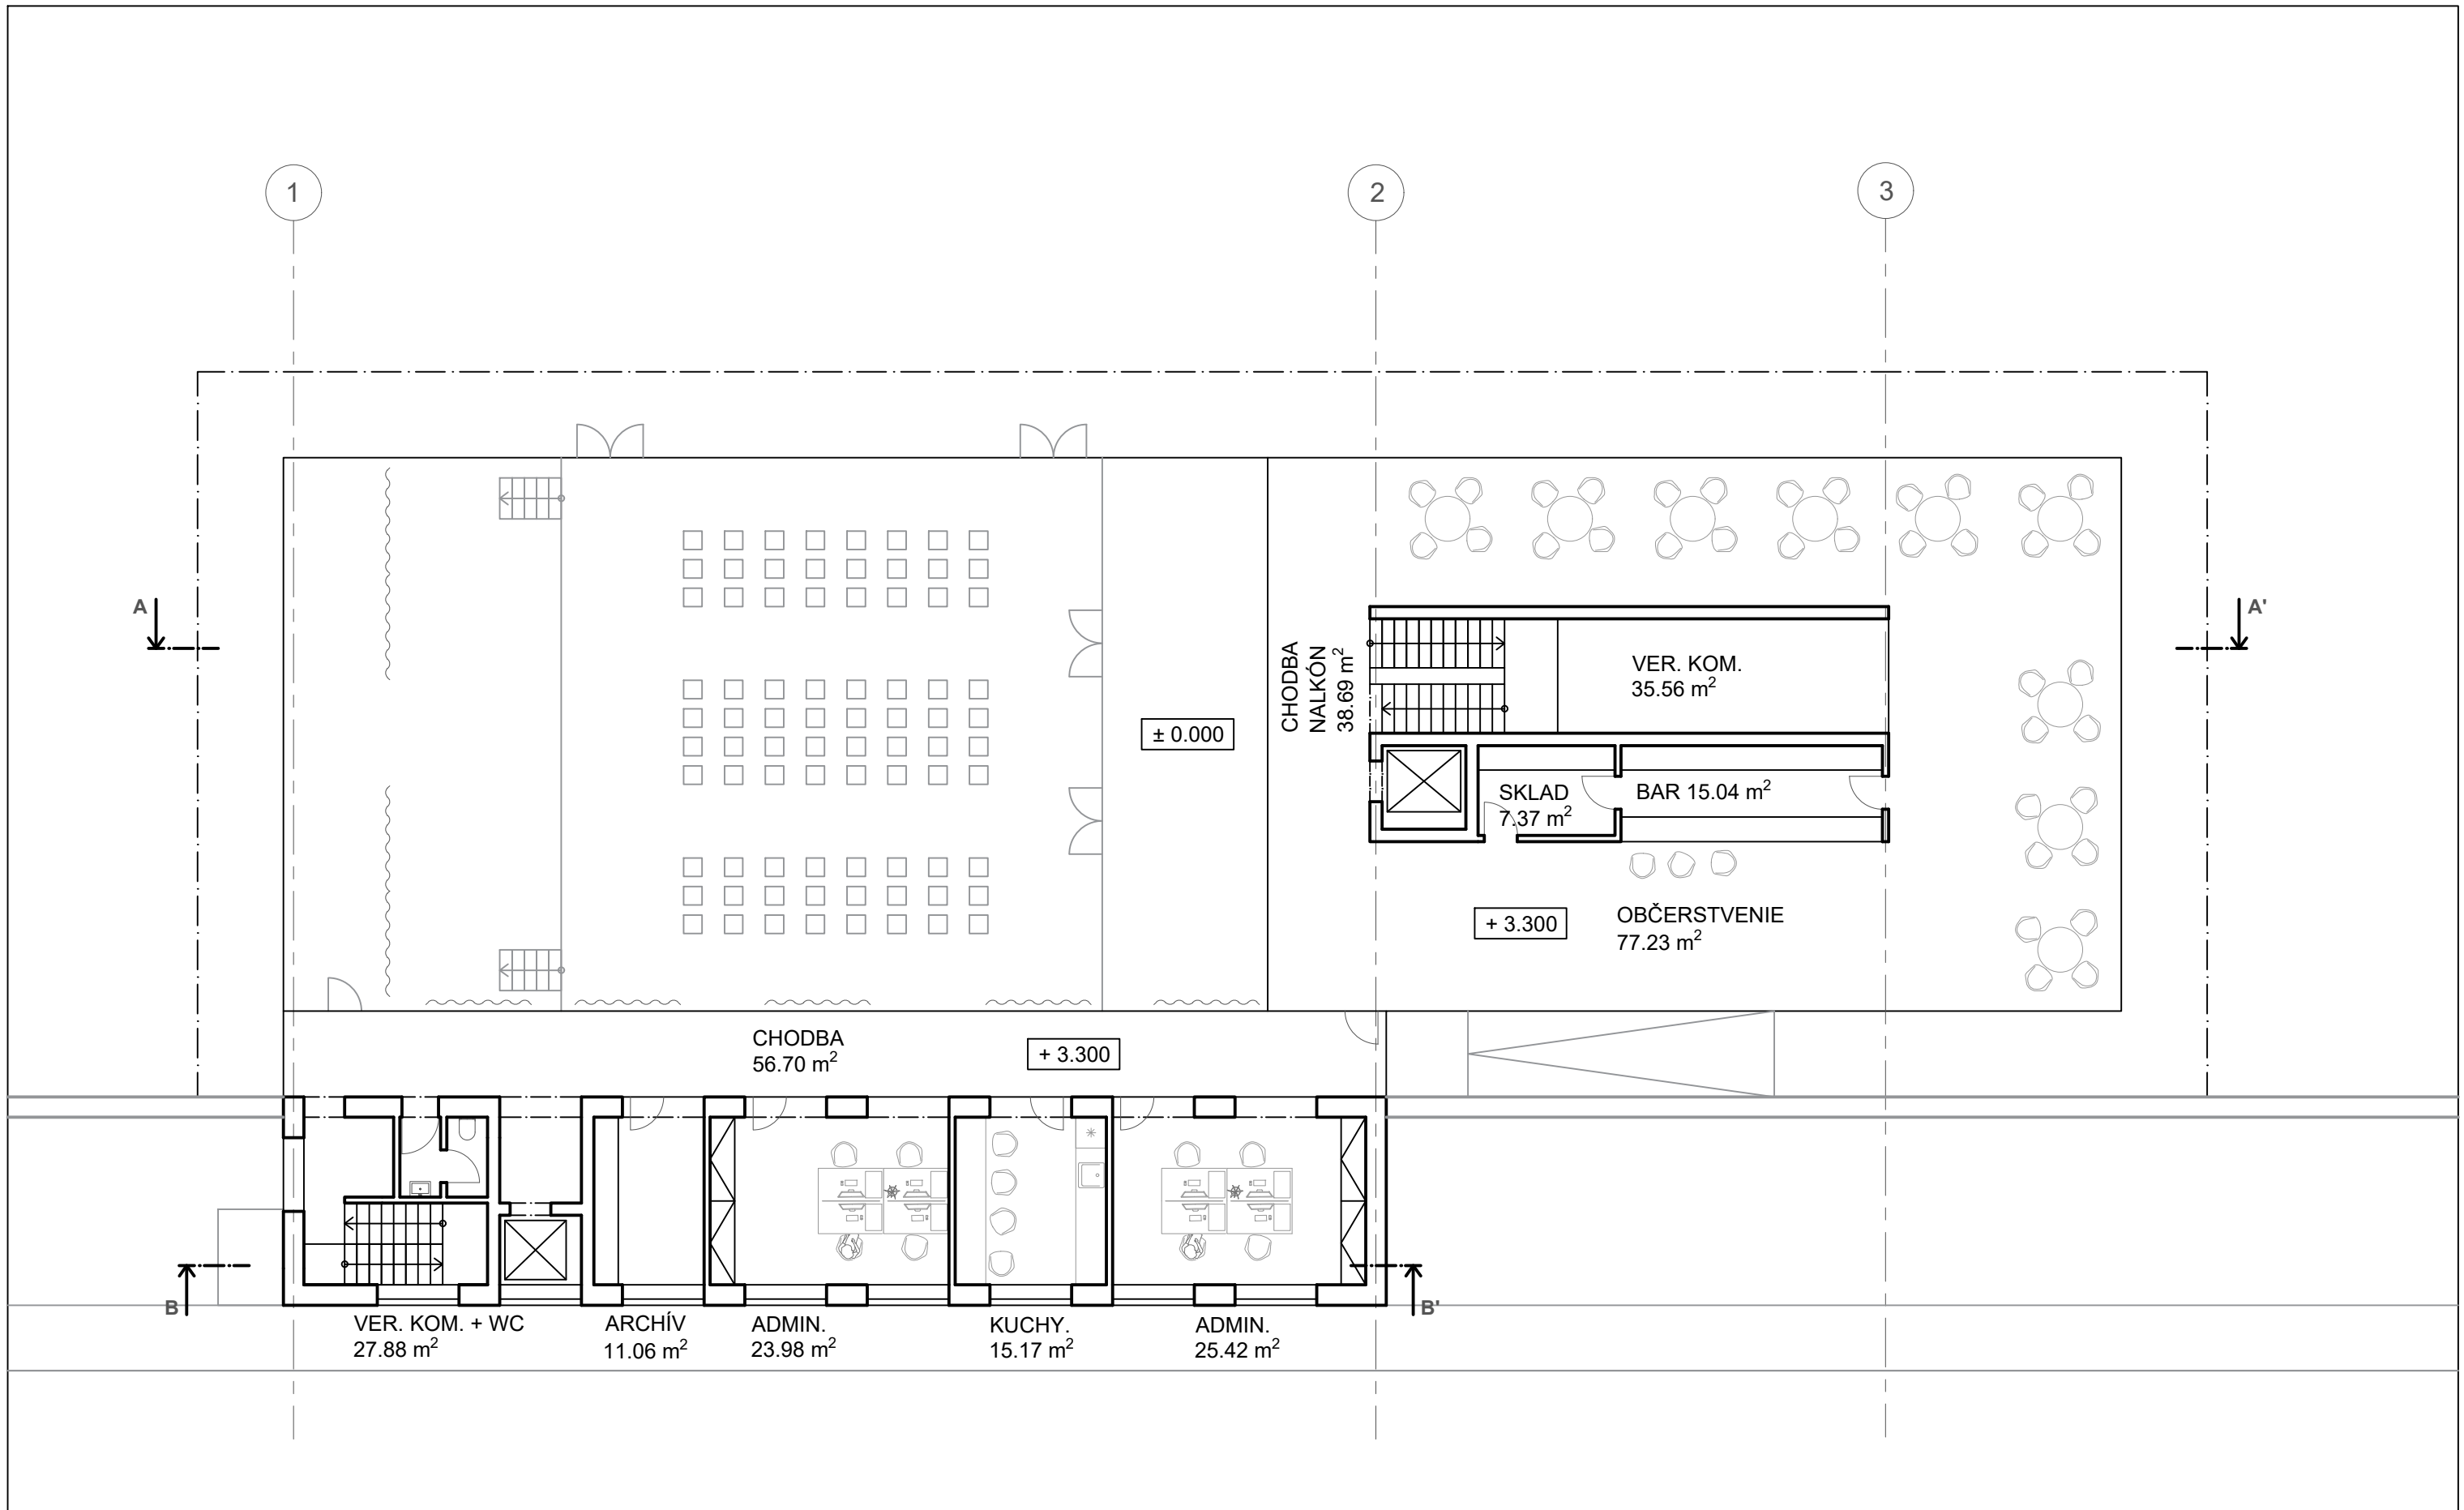 1
2
3
A
A'
CHODBA
NALKÓN
38.69 m²
VER. KOM.
35.56 m²
± 0.000
SKLAD
7.37 m²
BAR 15.04 m²
+ 3.300
OBČERSTVENIE
77.23 m²
CHODBA
56.70 m²
+ 3.300
B
B'
VER. KOM. + WC
27.88 m²
ARCHÍV
11.06 m²
ADMIN.
23.98 m²
KUCHY.
15.17 m²
ADMIN.
25.42 m²